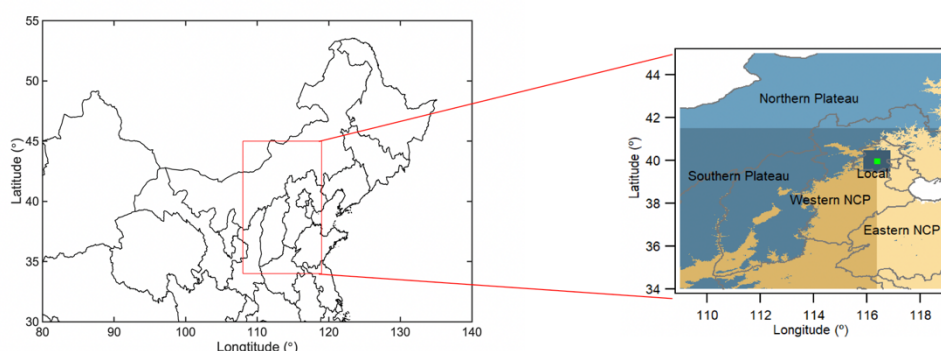 55
50
45
40
35
30
80
90
100
110
120
130
140
Latitude (°)
Longtitude (°)
44
42
40
38
36
34
110
112
114
116
118
Latitude (°)
Longitude (°)
Northern Plateau
Southern Plateau
Local
Western NCP
Eastern NCP